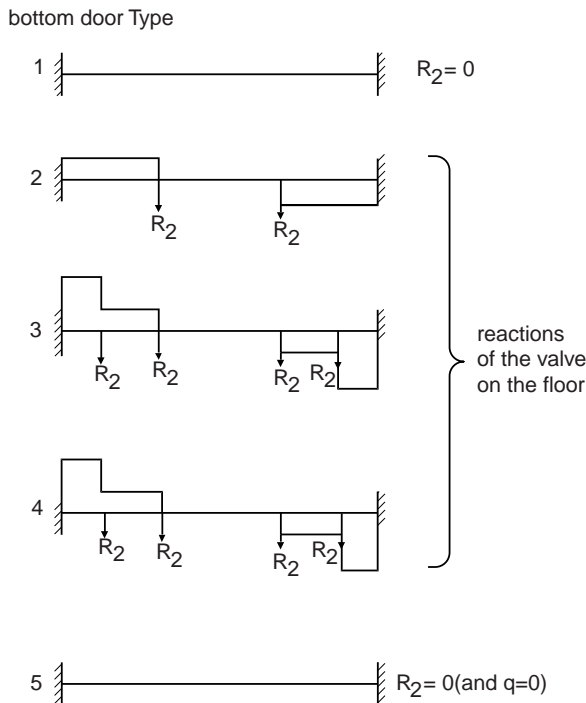 bottom door Type
1
R2= 0
2
R2
R2
3
R2
R2
R2
R2
reactions
of the valve
on the floor
4
R2
R2
R2
R2
5
R2= 0(and q=0)